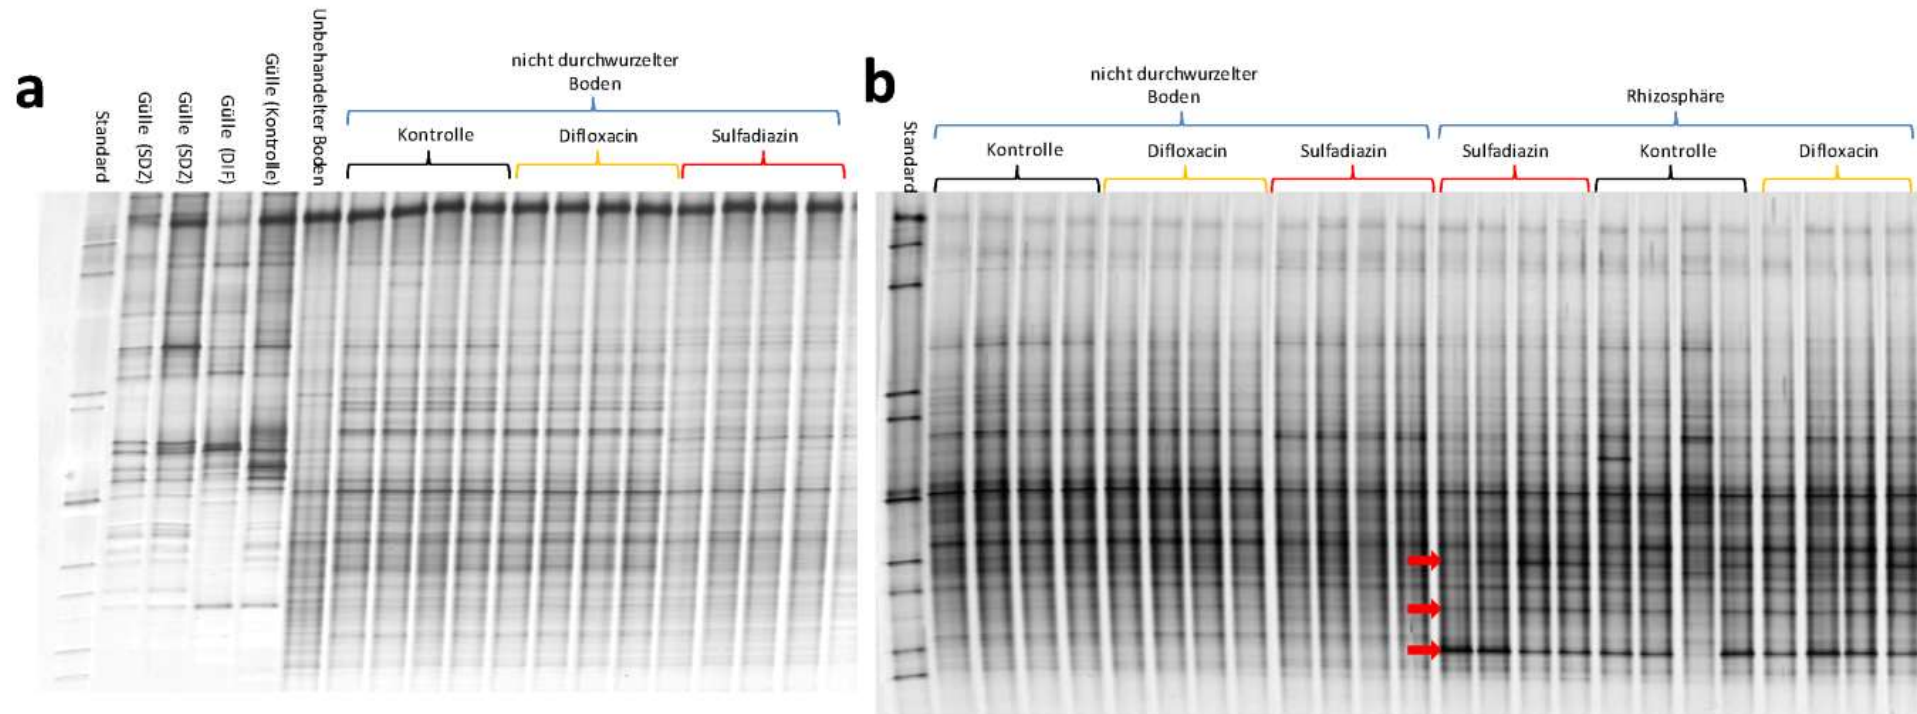 a
Standard
Gülle (SDZ)
Gülle (SDZ)
Gülle (DIF)
Gülle (Kontrolle)
Unbehandelter Boden
nicht durchwurzelter
Boden
Kontrolle
Difloxacin
Sulfadiazin
b
Standard
nicht durchwurzelter
Boden
Kontrolle
Difloxacin
Sulfadiazin
Rhizosphäre
Sulfadiazin
Kontrolle
Difloxacin